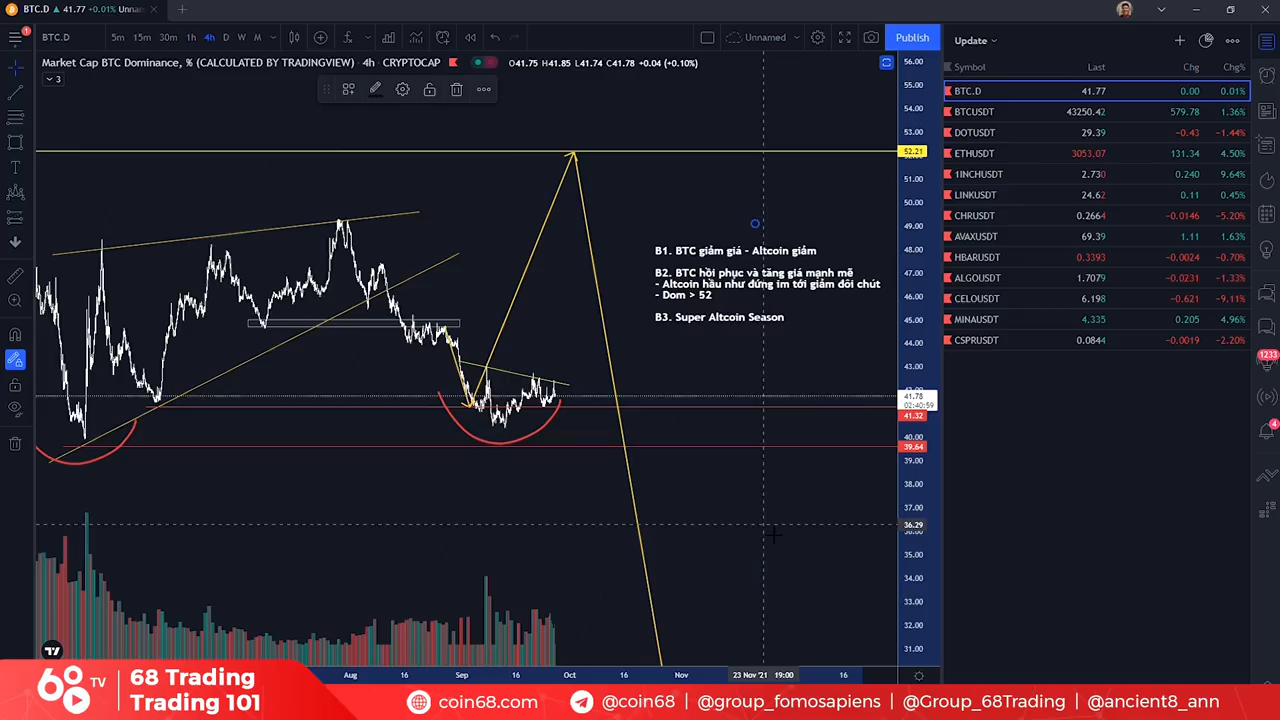 BTC.D ▲ 41.77 +0.01% Unnar
1
BTC.D 5m 15m 30m 1h 4h D W M Unnamed Publish
Update
Market Cap BTC Dominance, % (CALCULATED BY TRADINGVIEW) · 4h · CRYPTOCAP O41.75 H41.85 L41.74 C41.78 +0.04 (+0.10%)
3
Symbol Last Chg Chg%
BTC.D 41.77 0.00 0.01%
BTCUSDT 43250.42 579.78 1.36%
DOTUSDT 29.39 −0.43 −1.44%
ETHUSDT 3053.07 131.34 4.50%
1INCHUSDT 2.730 0.240 9.64%
LINKUSDT 24.62 0.11 0.45%
CHRUSDT 0.2664 −0.0146 −5.20%
AVAXUSDT 69.39 1.11 1.63%
HBARUSDT 0.3393 −0.0024 −0.70%
ALGOUSDT 1.7079 −0.0231 −1.33%
CELOUSDT 6.198 −0.621 −9.11%
MINAUSDT 4.335 0.205 4.96%
CSPRUSDT 0.0844 −0.0019 −2.20%
B1. BTC giảm giá - Altcoin giảm
B2. BTC hồi phục và tăng giá mạnh mẽ
- Altcoin hầu như đứng im tới giảm đôi chút
- Dom > 52
B3. Super Altcoin Season
56.00
55.00
54.00
53.00
52.21
51.00
50.00
49.00
48.00
47.00
46.00
45.00
44.00
43.00
41.78
02:40:59
41.32
40.00
39.64
39.00
38.00
37.00
36.29
35.00
34.00
33.00
32.00
31.00
1233
4
Aug 16 Sep 16 Oct 16 Nov 23 Nov '21 19:00 16
68 TV
68 Trading
Trading 101
coin68.com @coin68 | @group_fomosapiens | @Group_68Trading | @ancient8_ann